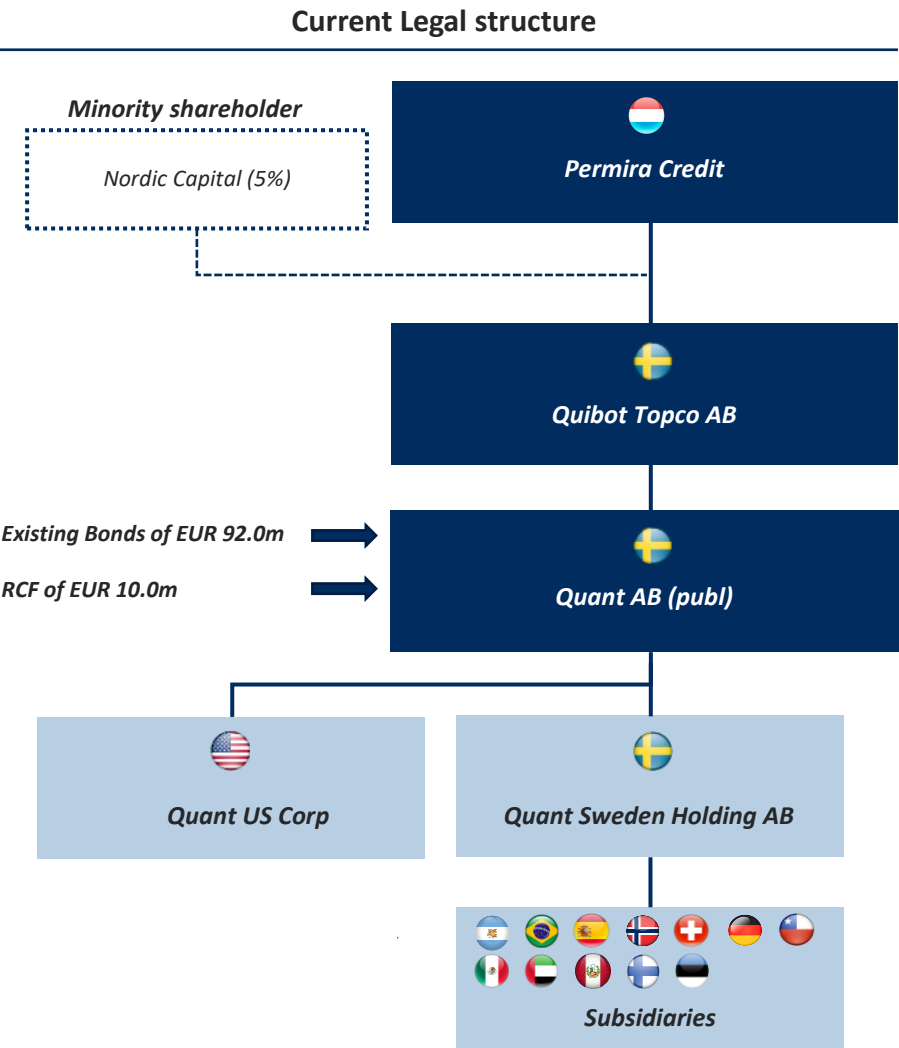 Current Legal structure
Minority shareholder
Nordic Capital (5%)
Permira Credit
Quibot Topco AB
Existing Bonds of EUR 92.0m
RCF of EUR 10.0m
Quant AB (publ)
Quant US Corp
Quant Sweden Holding AB
Subsidiaries